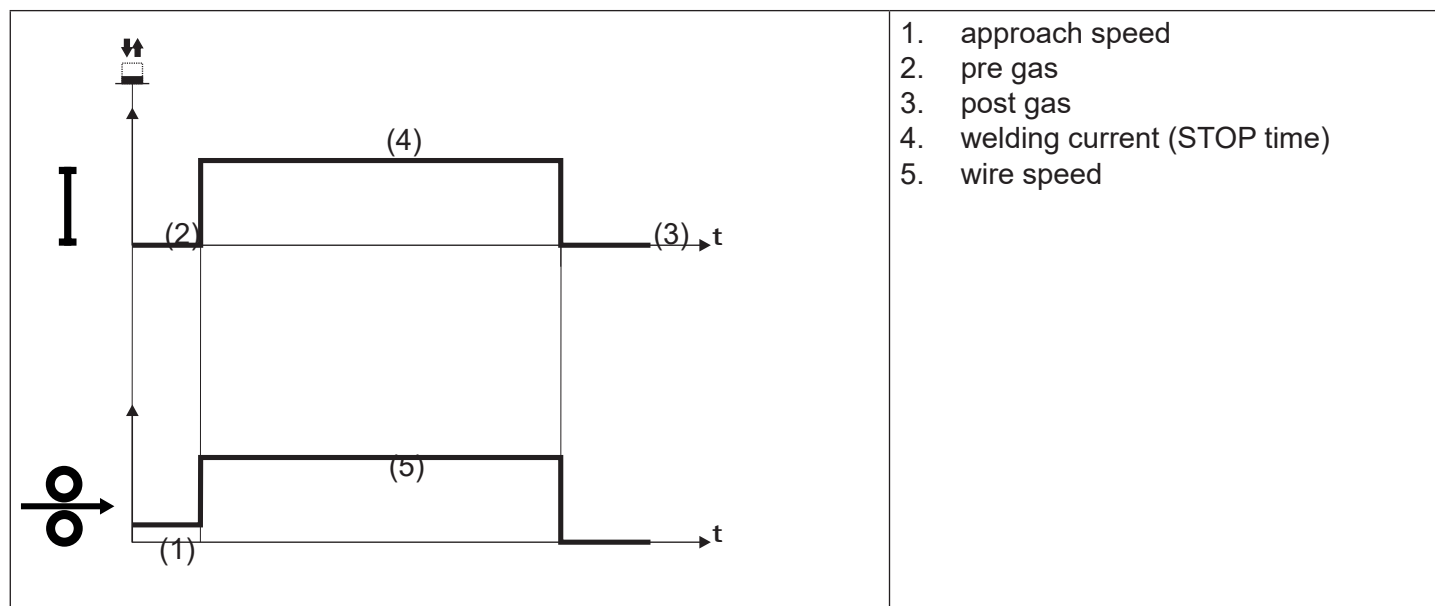 (4)
(2)
(3)
t
(5)
t
(1)
1. approach speed
2. pre gas
3. post gas
4. welding current (STOP time)
5. wire speed